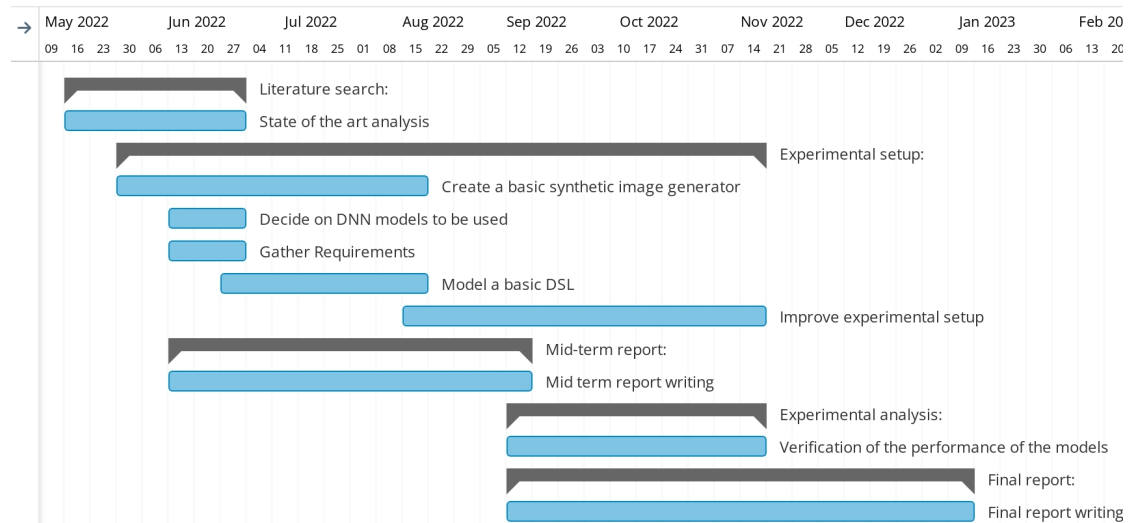 May 2022 Jun 2022 Jul 2022 Aug 2022 Sep 2022 Oct 2022 Nov 2022 Dec 2022 Jan 2023 Feb 20
09 16 23 30 06 13 20 27 04 11 18 25 01 08 15 22 29 05 12 19 26 03 10 17 24 31 07 14 21 28 05 12 19 26 02 09 16 23 30 06 13 20
Literature search:
State of the art analysis
Experimental setup:
Create a basic synthetic image generator
Decide on DNN models to be used
Gather Requirements
Model a basic DSL
Improve experimental setup
Mid-term report:
Mid term report writing
Experimental analysis:
Verification of the performance of the models
Final report:
Final report writing